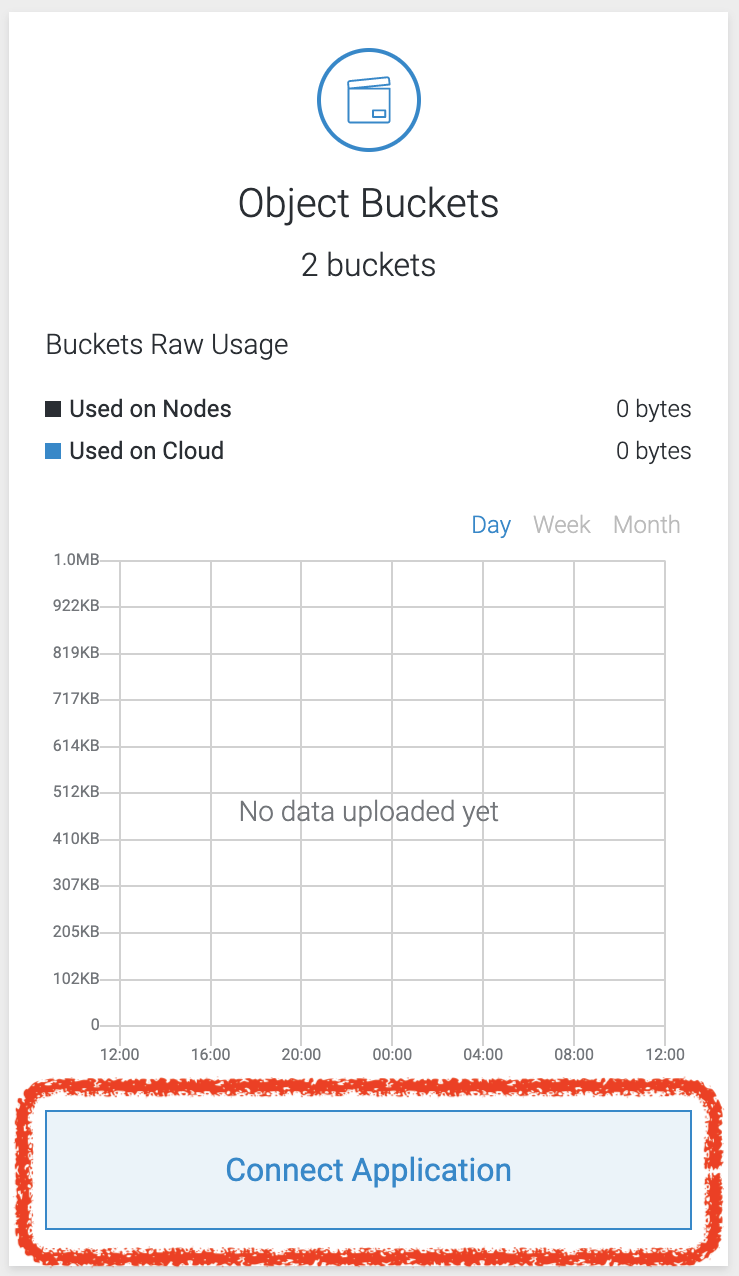 Object Buckets
2 buckets
Buckets Raw Usage
Used on Nodes 0 bytes
Used on Cloud 0 bytes
Day Week Month
1.0MB
922KB
819KB
717KB
614KB
512KB
No data uploaded yet
410KB
307KB
205KB
102KB
0
12:00 16:00 20:00 00:00 04:00 08:00 12:00
Connect Application